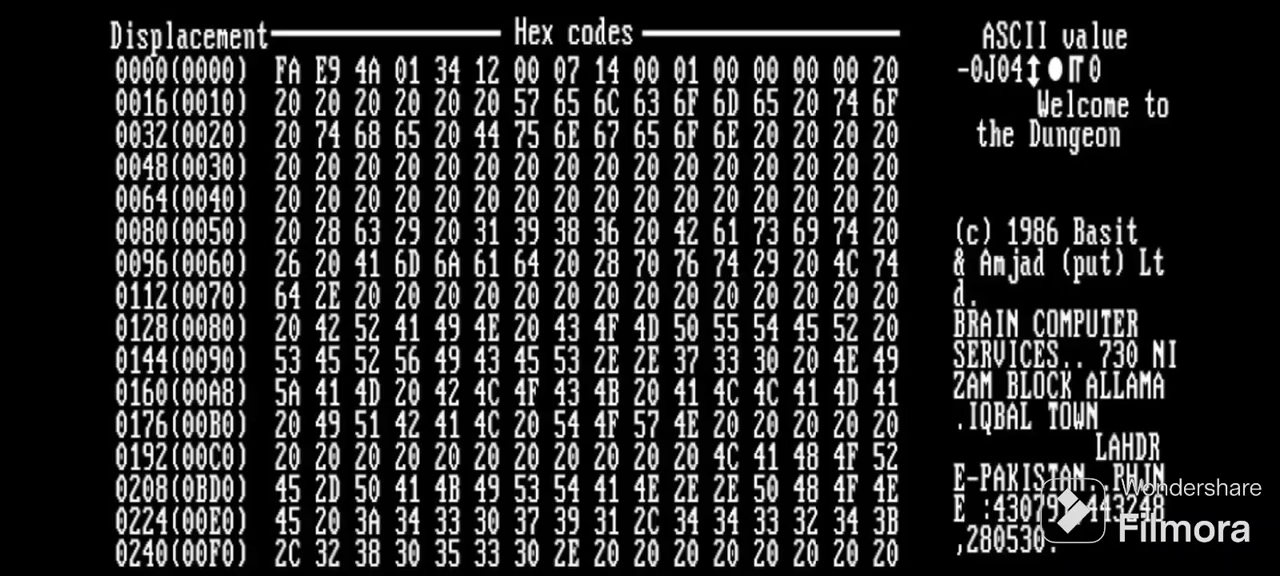 Displacement Hex codes ASCII value
0000(0000) FA E9 4A 01 34 12 00 07 14 00 01 00 00 00 00 20 -0J04↕●╓0
0016(0010) 20 20 20 20 20 20 57 65 6C 63 6F 6D 65 20 74 6F Welcome to
0032(0020) 20 74 68 65 20 44 75 6E 67 65 6F 6E 20 20 20 20 the Dungeon
0048(0030) 20 20 20 20 20 20 20 20 20 20 20 20 20 20 20 20
0064(0040) 20 20 20 20 20 20 20 20 20 20 20 20 20 20 20 20
0080(0050) 20 28 63 29 20 31 39 38 36 20 42 61 73 69 74 20 (c) 1986 Basit
0096(0060) 26 20 41 6D 6A 61 64 20 28 70 76 74 29 20 4C 74 & Amjad (put) Lt
0112(0070) 64 2E 20 20 20 20 20 20 20 20 20 20 20 20 20 20 d.
0128(0080) 20 42 52 41 49 4E 20 43 4F 4D 50 55 54 45 52 20 BRAIN COMPUTER
0144(0090) 53 45 52 56 49 43 45 53 2E 2E 37 33 30 20 4E 49 SERVICES.. 730 NI
0160(00A8) 5A 41 4D 20 42 4C 4F 43 4B 20 41 4C 4C 41 4D 41 ZAM BLOCK ALLAMA
0176(00B0) 20 49 51 42 41 4C 20 54 4F 57 4E 20 20 20 20 20 .IQBAL TOWN
0192(00C0) 20 20 20 20 20 20 20 20 20 20 20 4C 41 48 4F 52 LAHDR
0208(0BD0) 45 2D 50 41 4B 49 53 54 41 4E 2E 2E 50 48 4F 4E E-PAKISTAN..
0224(00E0) 45 20 3A 34 33 30 37 39 31 2C 34 34 33 32 34 3B E :430791,443248
0240(00F0) 2C 32 38 30 35 33 30 2E 20 20 20 20 20 20 20 20 ,280530.
Wondershare
Filmora